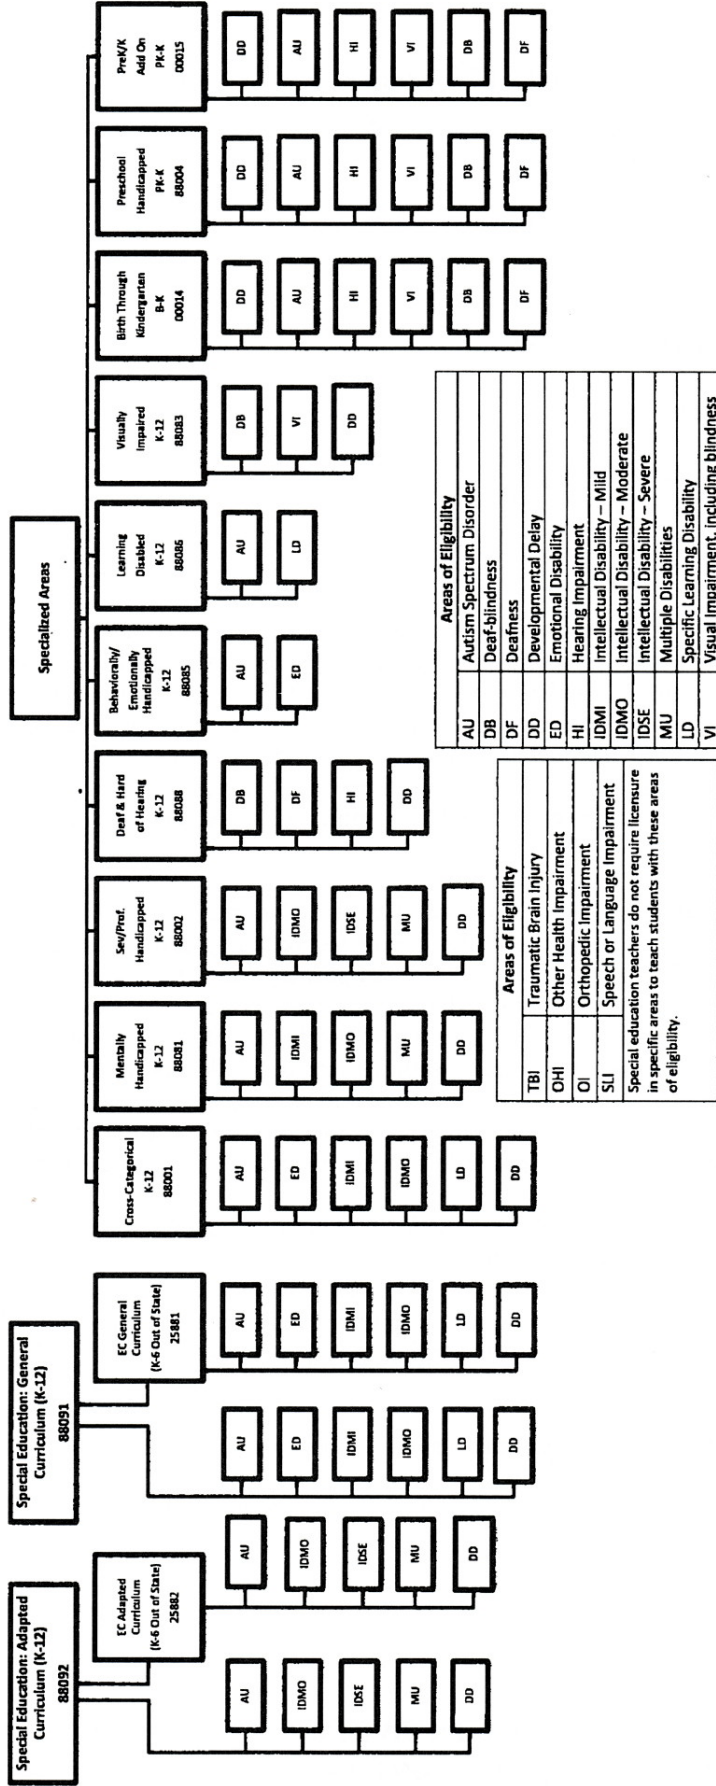 Special Education: Adapted
Curriculum (K-12)
88092
AU
IDMO
IDSE
MU
DD
EC Adapted
Curriculum
(K-6 Out of State)
25882
AU
IDMO
IDSE
MU
DD
Special Education: General
Curriculum (K-12)
88091
AU
ED
IDMI
IDMO
LD
DD
EC General
Curriculum
(K-6 Out of State)
25881
AU
ED
IDMI
IDMO
LD
DD
Specialized Areas
Cross-Categorical
K-12
88001
AU
ED
IDMI
IDMO
LD
DD
Mentally
Handicapped
K-12
88081
AU
IDMI
IDMO
MU
DD
Sev/Prof.
Handicapped
K-12
88002
AU
IDMO
IDSE
MU
DD
Deaf & Hard
of Hearing
K-12
88088
DB
DF
HI
DD
Behaviorally/
Emotionally
Handicapped
K-12
88085
AU
ED
Learning
Disabled
K-12
88086
AU
LD
Visually
Impaired
K-12
88083
DB
VI
DD
Birth Through
Kindergarten
B-K
00014
DD
AU
HI
VI
DB
DF
Preschool
Handicapped
PK-K
88004
DD
AU
HI
VI
DB
DF
PreK/K
Add On
PK-K
00015
DD
AU
HI
VI
DB
DF
Areas of Eligibility
TBI Traumatic Brain Injury
OHI Other Health Impairment
OI Orthopedic Impairment
SLI Speech or Language Impairment
Special education teachers do not require licensure
in specific areas to teach students with these areas
of eligibility.
Areas of Eligibility
AU Autism Spectrum Disorder
DB Deaf-blindness
DF Deafness
DD Developmental Delay
ED Emotional Disability
HI Hearing Impairment
IDMI Intellectual Disability – Mild
IDMO Intellectual Disability – Moderate
IDSE Intellectual Disability – Severe
MU Multiple Disabilities
LD Specific Learning Disability
VI Visual Impairment, including blindness